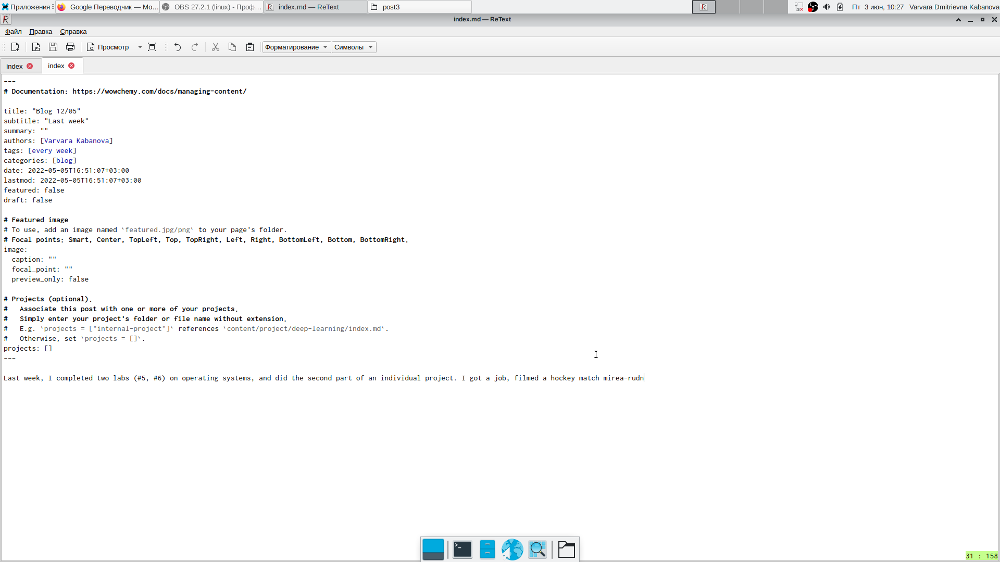 Приложения
Google Переводчик — Mo...
OBS 27.2.1 (linux) - Проф...
index.md — ReText
post3
Пт 3 июн, 10:27
Varvara Dmitrievna Kabanova
index.md — ReText
Файл Правка Справка
Просмотр Форматирование Символы
index index
---
# Documentation: https://wowchemy.com/docs/managing-content/
title: "Blog 12/05"
subtitle: "Last week"
summary: ""
authors: [Varvara Kabanova]
tags: [every week]
categories: [blog]
date: 2022-05-05T16:51:07+03:00
lastmod: 2022-05-05T16:51:07+03:00
featured: false
draft: false
# Featured image
# To use, add an image named `featured.jpg/png` to your page's folder.
# Focal points: Smart, Center, TopLeft, Top, TopRight, Left, Right, BottomLeft, Bottom, BottomRight.
image:
  caption: ""
  focal_point: ""
  preview_only: false
# Projects (optional).
#   Associate this post with one or more of your projects.
#   Simply enter your project's folder or file name without extension.
#   E.g. `projects = ["internal-project"]` references `content/project/deep-learning/index.md`.
#   Otherwise, set `projects = []`.
projects: []
---
Last week, I completed two labs (#5, #6) on operating systems, and did the second part of an individual project. I got a job, filmed a hockey match mirea-rudn
31 : 158